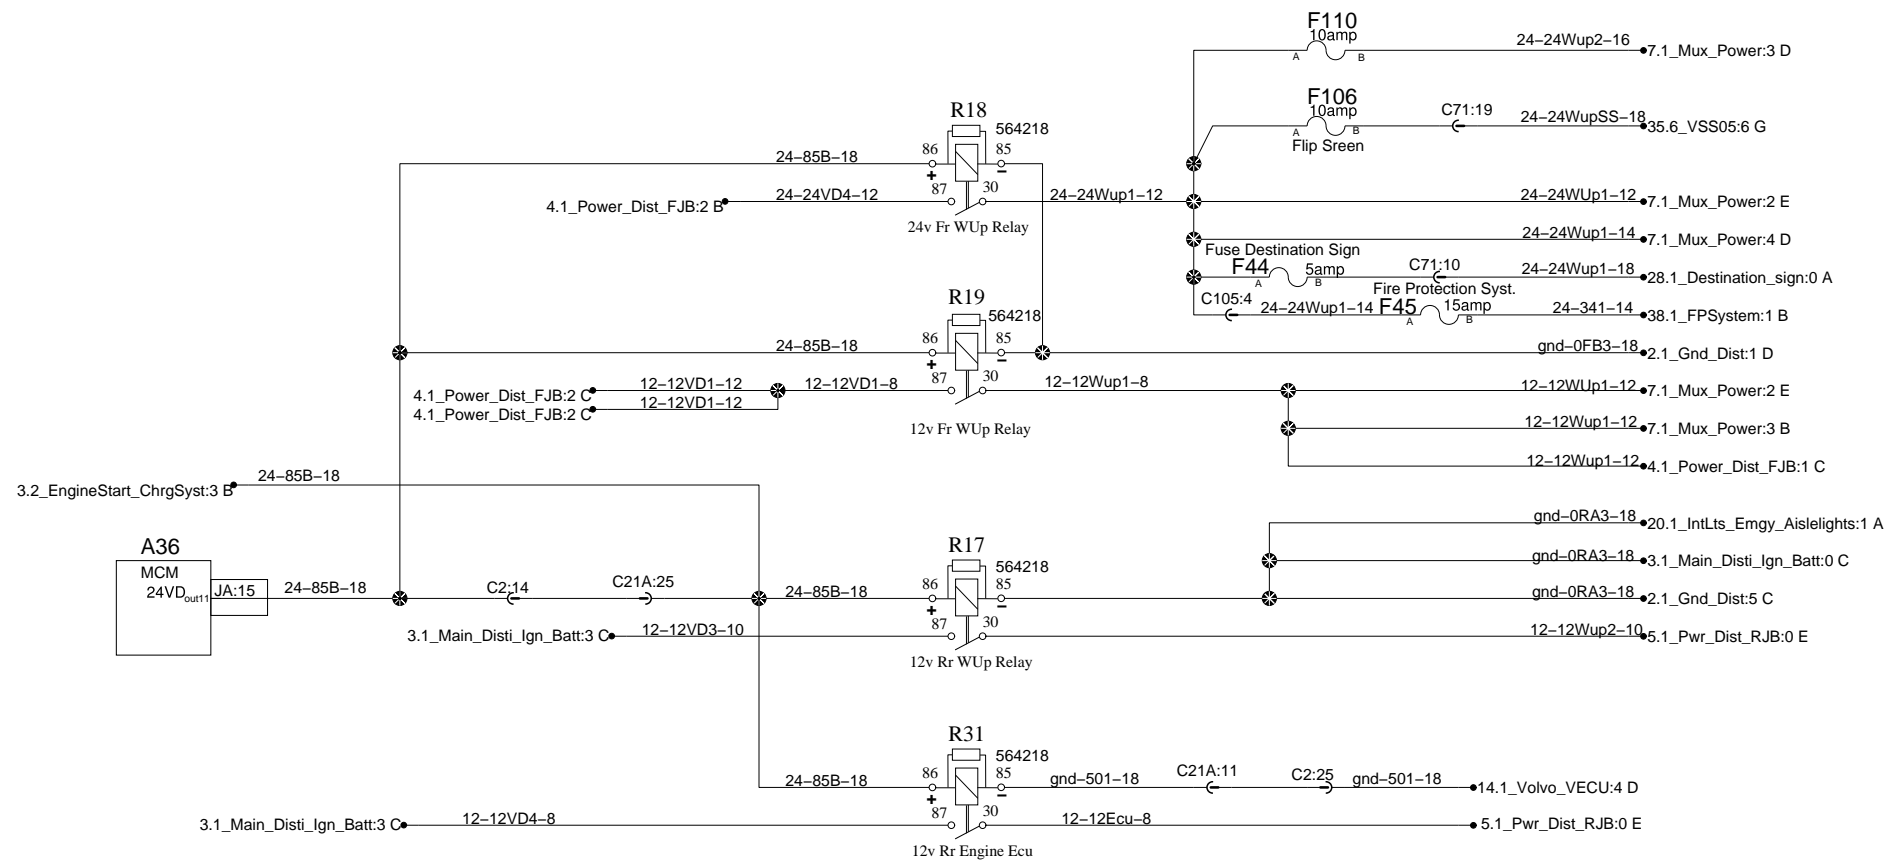 F110
10amp
24-24Wup2-16
A
B
7.1_Mux_Power:3 D
F106
10amp
C71:19
24-24WupSS-18
A
B
35.6_VSS05:6 G
Flip Sreen
R18
564218
24-85B-18
86
85
+
-
87
30
4.1_Power_Dist_FJB:2 B
24-24VD4-12
24-24Wup1-12
24-24WUp1-12
7.1_Mux_Power:2 E
24v Fr WUp Relay
24-24Wup1-14
7.1_Mux_Power:4 D
Fuse Destination Sign
F44
5amp
A
B
C71:10
24-24Wup1-18
28.1_Destination_sign:0 A
Fire Protection Syst.
C105:4
24-24Wup1-14
F45
15amp
A
B
24-341-14
38.1_FPSystem:1 B
R19
564218
24-85B-18
86
85
+
-
87
30
gnd-0FB3-18
2.1_Gnd_Dist:1 D
4.1_Power_Dist_FJB:2 C
12-12VD1-12
12-12VD1-8
12-12Wup1-8
12-12WUp1-12
7.1_Mux_Power:2 E
4.1_Power_Dist_FJB:2 C
12-12VD1-12
12v Fr WUp Relay
12-12Wup1-12
7.1_Mux_Power:3 B
12-12Wup1-12
4.1_Power_Dist_FJB:1 C
3.2_EngineStart_ChrgSyst:3 B
24-85B-18
gnd-0RA3-18
20.1_IntLts_Emgy_Aislelights:1 A
A36
MCM
24VDout11
JA:15
24-85B-18
C2:14
C21A:25
24-85B-18
R17
564218
86
85
+
-
87
30
gnd-0RA3-18
3.1_Main_Disti_Ign_Batt:0 C
gnd-0RA3-18
2.1_Gnd_Dist:5 C
3.1_Main_Disti_Ign_Batt:3 C
12-12VD3-10
12-12Wup2-10
5.1_Pwr_Dist_RJB:0 E
12v Rr WUp Relay
R31
564218
24-85B-18
86
85
+
-
87
30
gnd-501-18
C21A:11
C2:25
gnd-501-18
14.1_Volvo_VECU:4 D
3.1_Main_Disti_Ign_Batt:3 C
12-12VD4-8
12-12Ecu-8
5.1_Pwr_Dist_RJB:0 E
12v Rr Engine Ecu